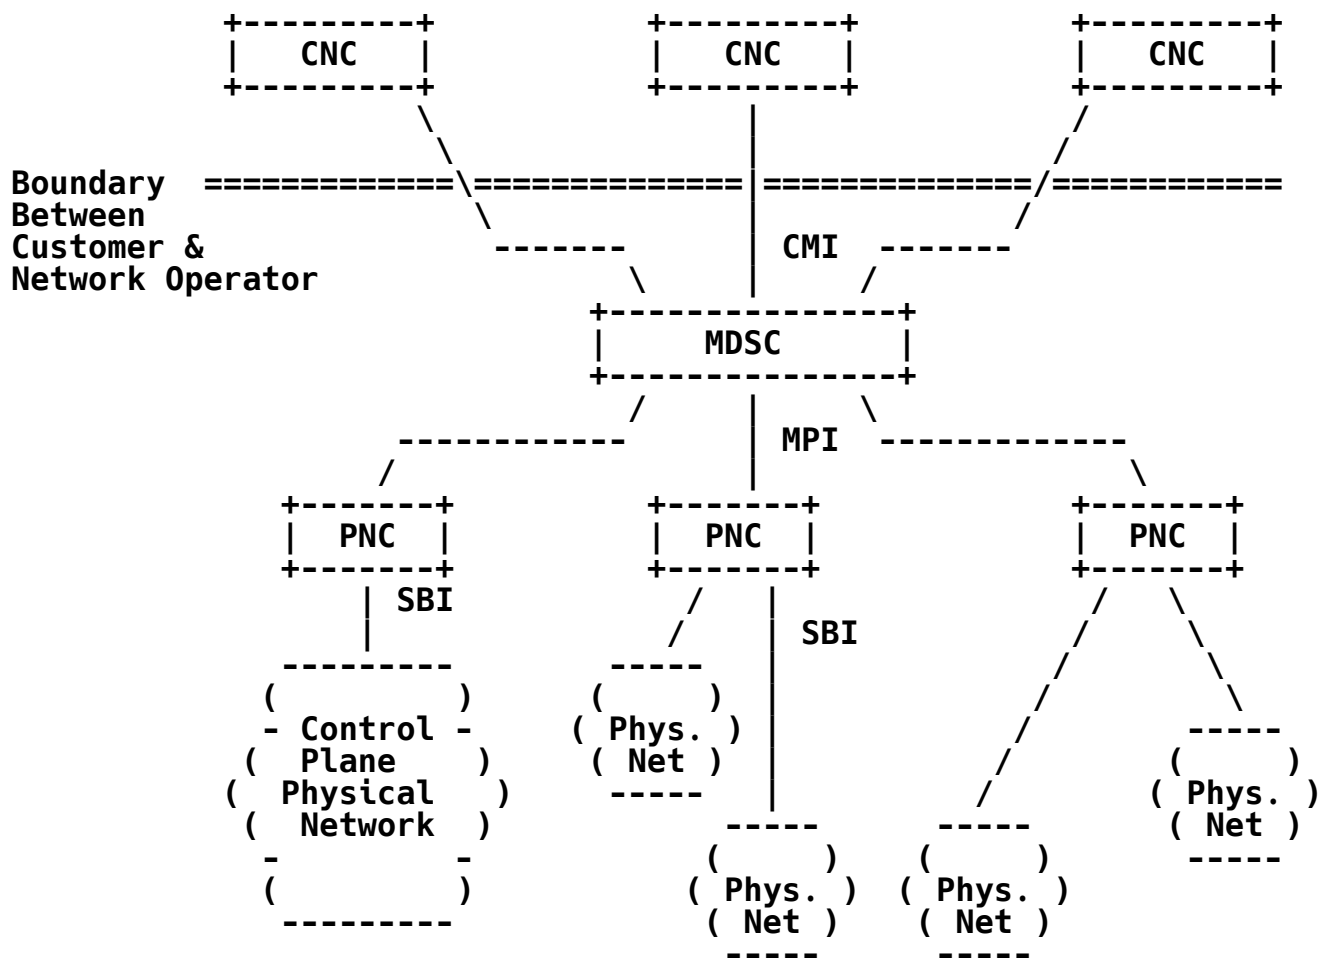 CNC CNC CNC
Boundary
Between
Customer & CMI
Network Operator
MDSC
MPI
PNC PNC PNC
SBI
SBI
Control Phys.
Plane Net
Physical Phys.
Network Net
Phys. Phys.
Net Net